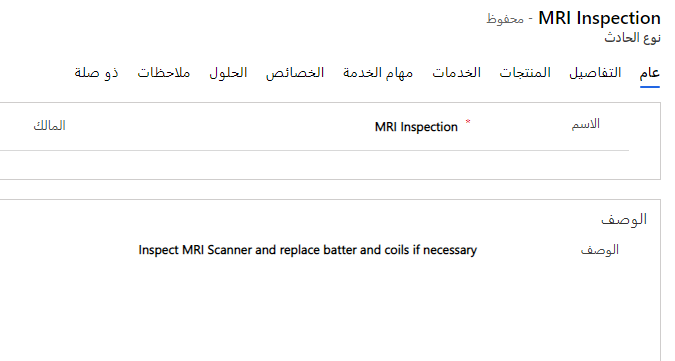 MRI Inspection - محفوظ
نوع الحادث
عام التفاصيل المنتجات الخدمات مهام الخدمة الخصائص الحلول ملاحظات ذو صلة
الاسم * MRI Inspection المالك
الوصف
الوصف Inspect MRI Scanner and replace batter and coils if necessary